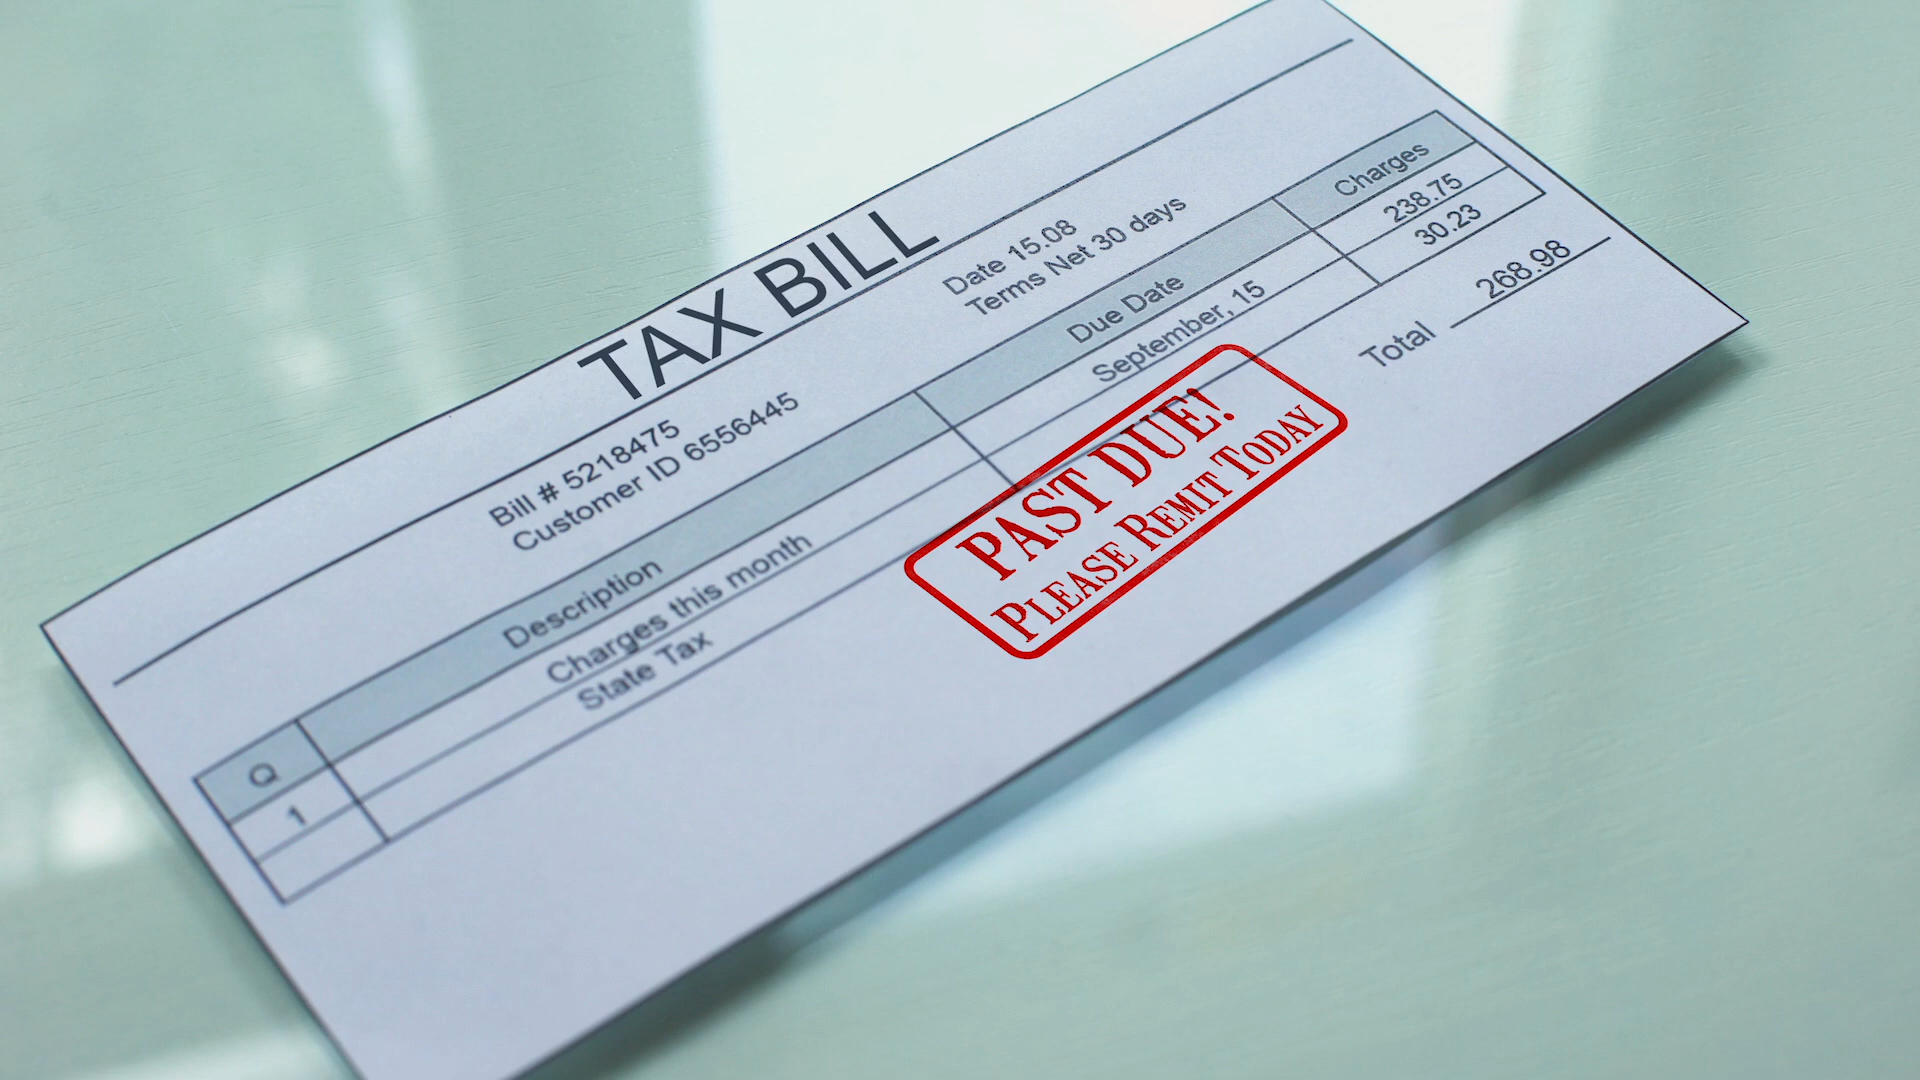 TAX BILL
Bill # 5218475
Date 15.08
Customer ID 6556445
Terms Net 30 days
Q Description Due Date Charges
1 Charges this month September, 15 238.75
State Tax 30.23
Total 268.98
PAST DUE!
PLEASE REMIT TODAY